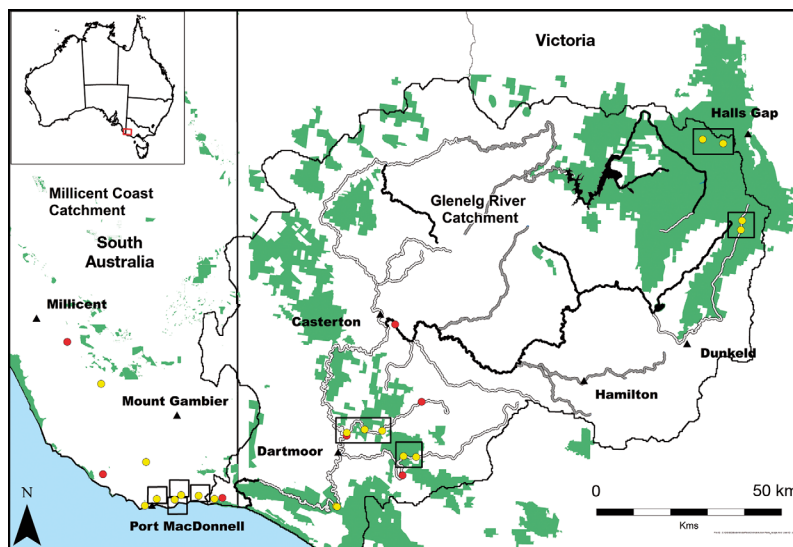 Victoria
Halls Gap
Millicent Coast
Catchment
Glenelg River
Catchment
South
Australia
Millicent
Casterton
Dunkeld
Mount Gambier
Hamilton
Dartmoor
N
0 50 km
Kms
Port MacDonnell